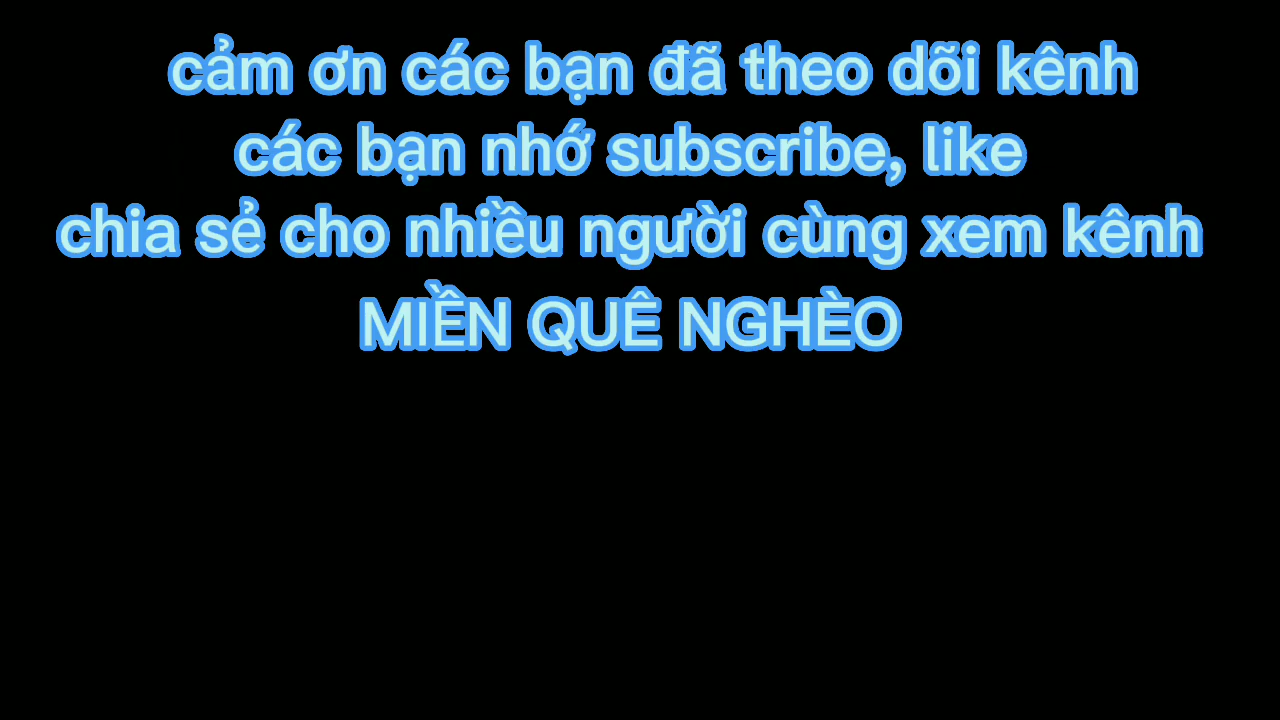 cảm ơn các bạn đã theo dõi kênh
các bạn nhớ subscribe, like
chia sẻ cho nhiều người cùng xem kênh
MIỀN QUÊ NGHÈO